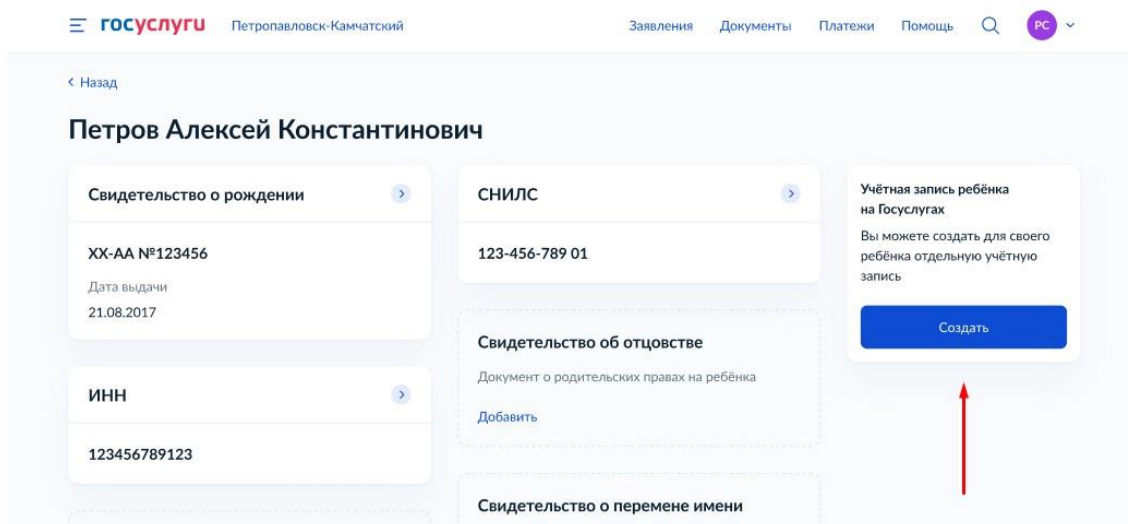 госуслуги Петропавловск-Камчатский Заявления Документы Платежи Помощь РС
Назад
Петров Алексей Константинович
Свидетельство о рождении
ХХ-АА №123456
Дата выдачи
21.08.2017
ИНН
123456789123
СНИЛС
123-456-789 01
Свидетельство об отцовстве
Документ о родительских правах на ребёнка
Добавить
Свидетельство о перемене имени
Учётная запись ребёнка
на Госуслугах
Вы можете создать для своего
ребёнка отдельную учётную
запись
Создать